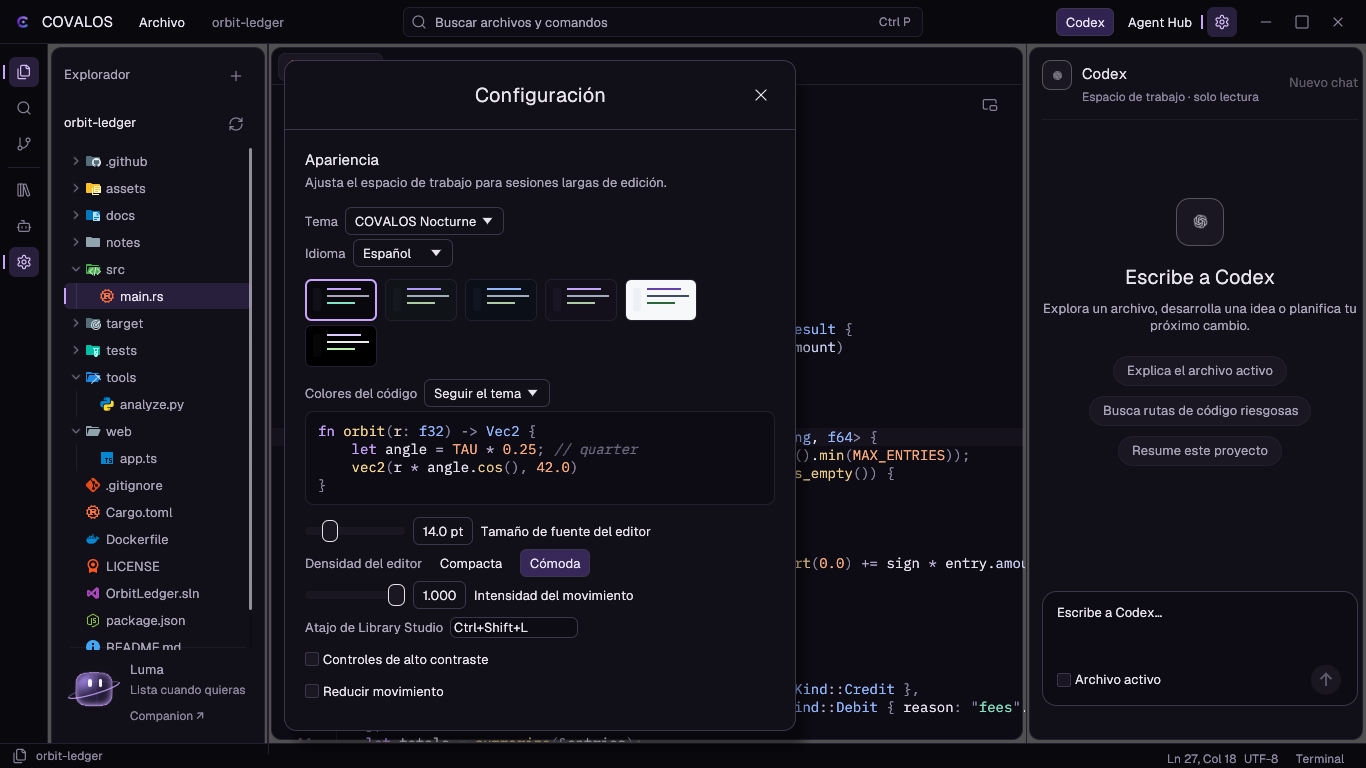 COVALOS Archivo orbit-ledger
Buscar archivos y comandos Ctrl P
Codex Agent Hub
Explorador
orbit-ledger
.github
assets
docs
notes
src
main.rs
target
tests
tools
analyze.py
web
app.ts
.gitignore
Cargo.toml
Dockerfile
LICENSE
OrbitLedger.sln
package.json
README.md
Luma
Lista cuando quieras
Companion ↗
Configuración
Apariencia
Ajusta el espacio de trabajo para sesiones largas de edición.
Tema COVALOS Nocturne
Idioma Español
Colores del código Seguir el tema
fn orbit(r: f32) -> Vec2 {
let angle = TAU * 0.25; // quarter
vec2(r * angle.cos(), 42.0)
}
14.0 pt Tamaño de fuente del editor
Densidad del editor Compacta Cómoda
1.000 Intensidad del movimiento
Atajo de Library Studio Ctrl+Shift+L
Controles de alto contraste
Reducir movimiento
esult {
mount)
ng, f64> {
().min(MAX_ENTRIES));
s_empty()) {
rt(0.0) += sign * entry.amou
Kind::Credit },
ind::Debit { reason: "fees".
Codex
Espacio de trabajo · solo lectura
Nuevo chat
Escribe a Codex
Explora un archivo, desarrolla una idea o planifica tu
próximo cambio.
Explica el archivo activo
Busca rutas de código riesgosas
Resume este proyecto
Escribe a Codex…
Archivo activo
orbit-ledger
Ln 27, Col 18 UTF-8 Terminal